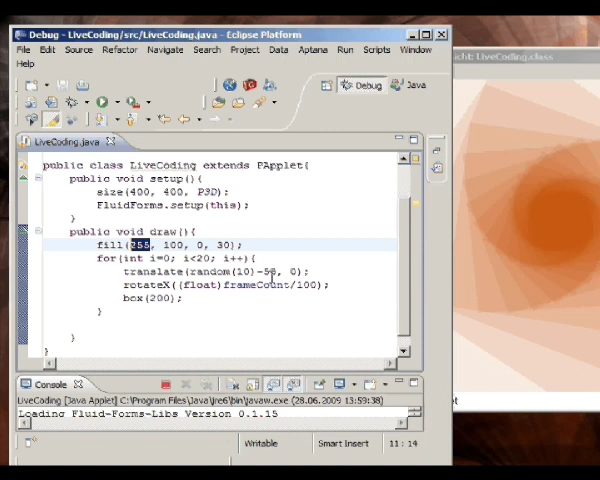 Debug - LiveCoding/src/LiveCoding.java - Eclipse Platform
File Edit Source Refactor Navigate Search Project Data Aptana Run Scripts Window
Help
licht: LiveCoding.class
Debug Java
LiveCoding.java
public class LiveCoding extends PApplet{
public void setup(){
size(400, 400, P3D);
FluidForms.setup(this);
}
public void draw(){
fill(255, 100, 0, 30);
for(int i=0; i<20; i++){
translate(random(10)-50, 0);
rotateX((float)frameCount/100);
box(200);
}
}
}
Console
LiveCoding [Java Applet] C:\Program Files\Java\jre6\bin\javaw.exe (28.06.2009 13:59:38)
Loading Fluid-Forms-Libs Version 0.1.15
Writable Smart Insert 11 : 14